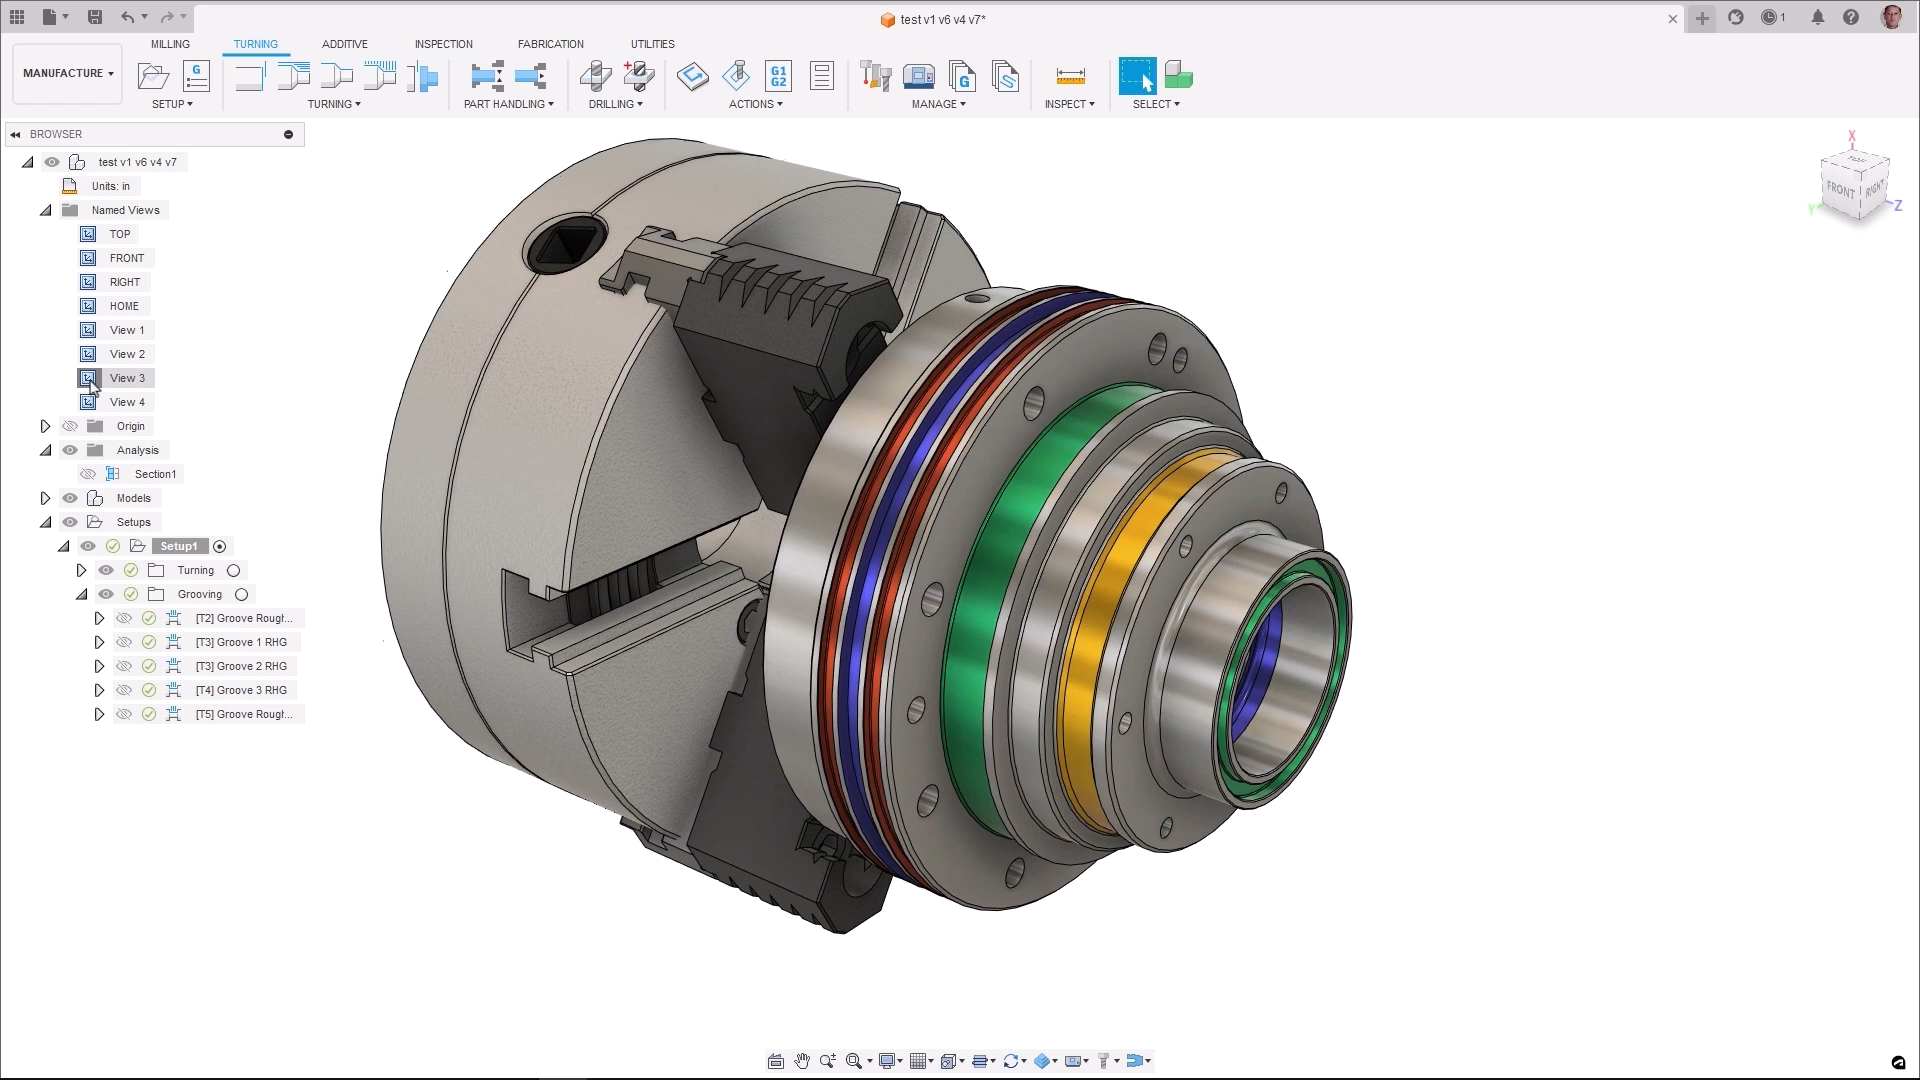 test v1 v6 v4 v7*
1
MILLING
TURNING
ADDITIVE
INSPECTION
FABRICATION
UTILITIES
MANUFACTURE
G
G1
G2
G
SETUP
TURNING
PART HANDLING
DRILLING
ACTIONS
MANAGE
INSPECT
SELECT
BROWSER
test v1 v6 v4 v7
Units: in
Named Views
TOP
FRONT
RIGHT
HOME
View 1
View 2
View 3
View 4
Origin
Analysis
Section1
Models
Setups
Setup1
Turning
Grooving
[T2] Groove Rough...
[T3] Groove 1 RHG
[T3] Groove 2 RHG
[T4] Groove 3 RHG
[T5] Groove Rough...
X
TOP
FRONT
RIGHT
Y
Z